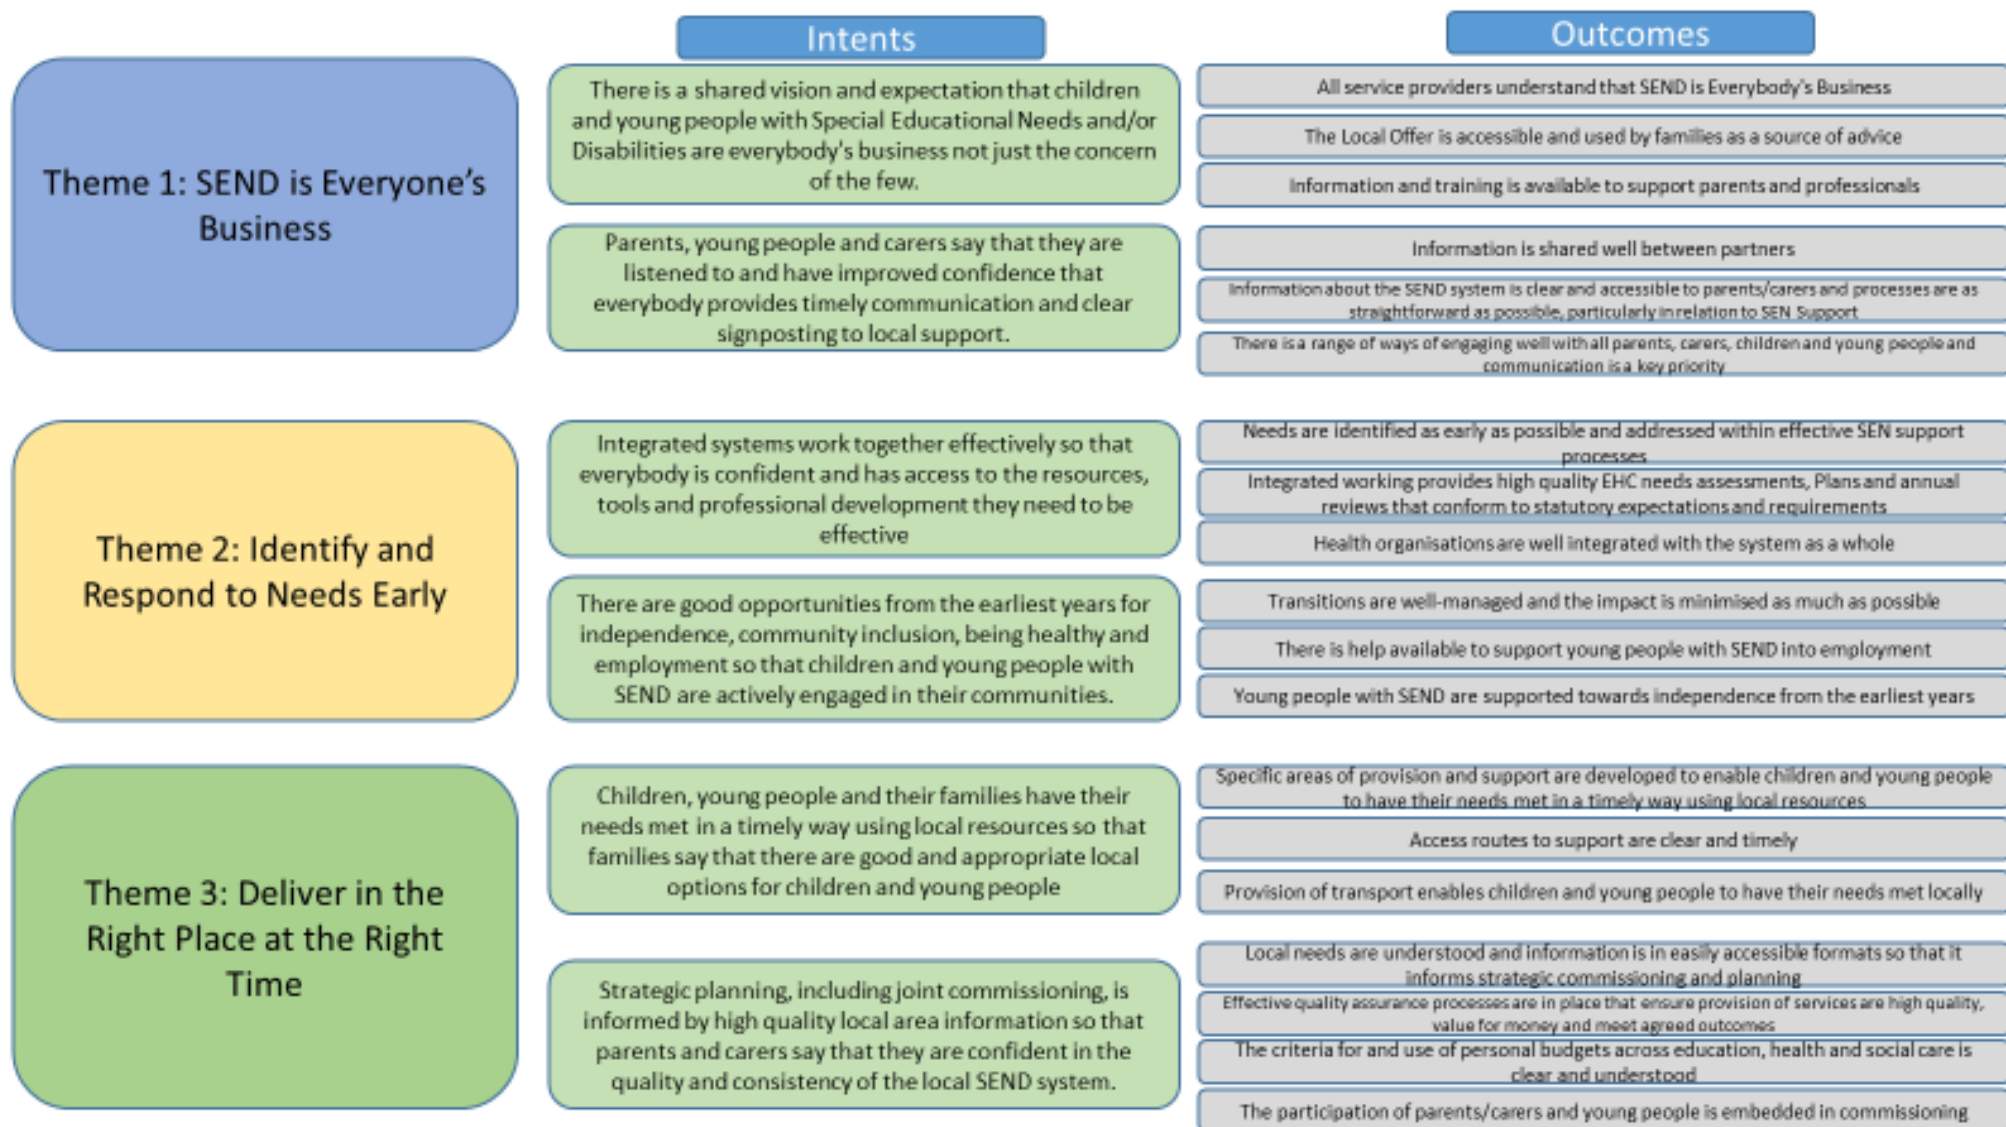 Intents
Outcomes
Theme 1: SEND is Everyone's
Business
There is a shared vision and expectation that children
and young people with Special Educational Needs and/or
Disabilities are everybody's business not just the concern
of the few.
All service providers understand that SEND is Everybody's Business
The Local Offer is accessible and used by families as a source of advice
Information and training is available to support parents and professionals
Parents, young people and carers say that they are
listened to and have improved confidence that
everybody provides timely communication and clear
signposting to local support.
Information is shared well between partners
Information about the SEND system is clear and accessible to parents/carers and processes are as
straightforward as possible, particularly in relation to SEN Support
There is a range of ways of engaging well with all parents, carers, children and young people and
communication is a key priority
Theme 2: Identify and
Respond to Needs Early
Integrated systems work together effectively so that
everybody is confident and has access to the resources,
tools and professional development they need to be
effective
Needs are identified as early as possible and addressed within effective SEN support
processes
Integrated working provides high quality EHC needs assessments, Plans and annual
reviews that conform to statutory expectations and requirements
Health organisations are well integrated with the system as a whole
There are good opportunities from the earliest years for
independence, community inclusion, being healthy and
employment so that children and young people with
SEND are actively engaged in their communities.
Transitions are well-managed and the impact is minimised as much as possible
There is help available to support young people with SEND into employment
Young people with SEND are supported towards independence from the earliest years
Theme 3: Deliver in the
Right Place at the Right
Time
Children, young people and their families have their
needs met in a timely way using local resources so that
families say that there are good and appropriate local
options for children and young people
Specific areas of provision and support are developed to enable children and young people
to have their needs met in a timely way using local resources
Access routes to support are clear and timely
Provision of transport enables children and young people to have their needs met locally
Strategic planning, including joint commissioning, is
informed by high quality local area information so that
parents and carers say that they are confident in the
quality and consistency of the local SEND system.
Local needs are understood and information is in easily accessible formats so that it
informs strategic commissioning and planning
Effective quality assurance processes are in place that ensure provision of services are high quality,
value for money and meet agreed outcomes
The criteria for and use of personal budgets across education, health and social care is
clear and understood
The participation of parents/carers and young people is embedded in commissioning